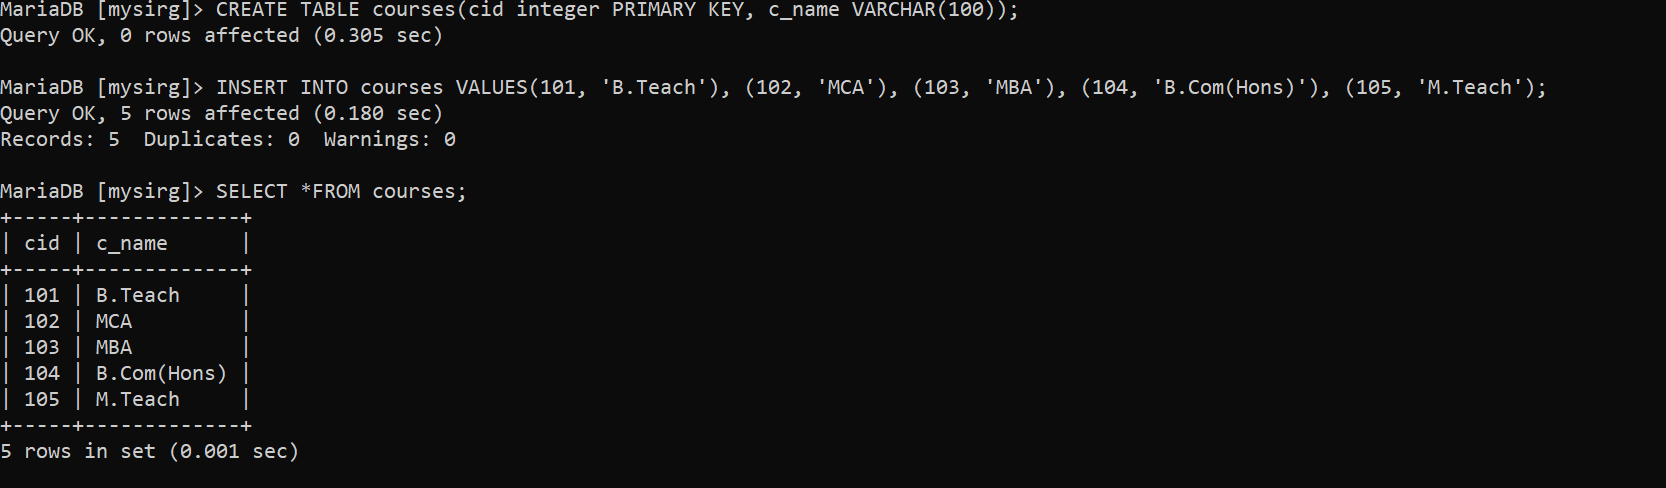 MariaDB [mysirg]> CREATE TABLE courses(cid integer PRIMARY KEY, c_name VARCHAR(100));
Query OK, 0 rows affected (0.305 sec)
MariaDB [mysirg]> INSERT INTO courses VALUES(101, 'B.Teach'), (102, 'MCA'), (103, 'MBA'), (104, 'B.Com(Hons)'), (105, 'M.Teach');
Query OK, 5 rows affected (0.180 sec)
Records: 5  Duplicates: 0  Warnings: 0
MariaDB [mysirg]> SELECT *FROM courses;
+-----+-------------+
| cid | c_name      |
+-----+-------------+
| 101 | B.Teach     |
| 102 | MCA         |
| 103 | MBA         |
| 104 | B.Com(Hons) |
| 105 | M.Teach     |
+-----+-------------+
5 rows in set (0.001 sec)